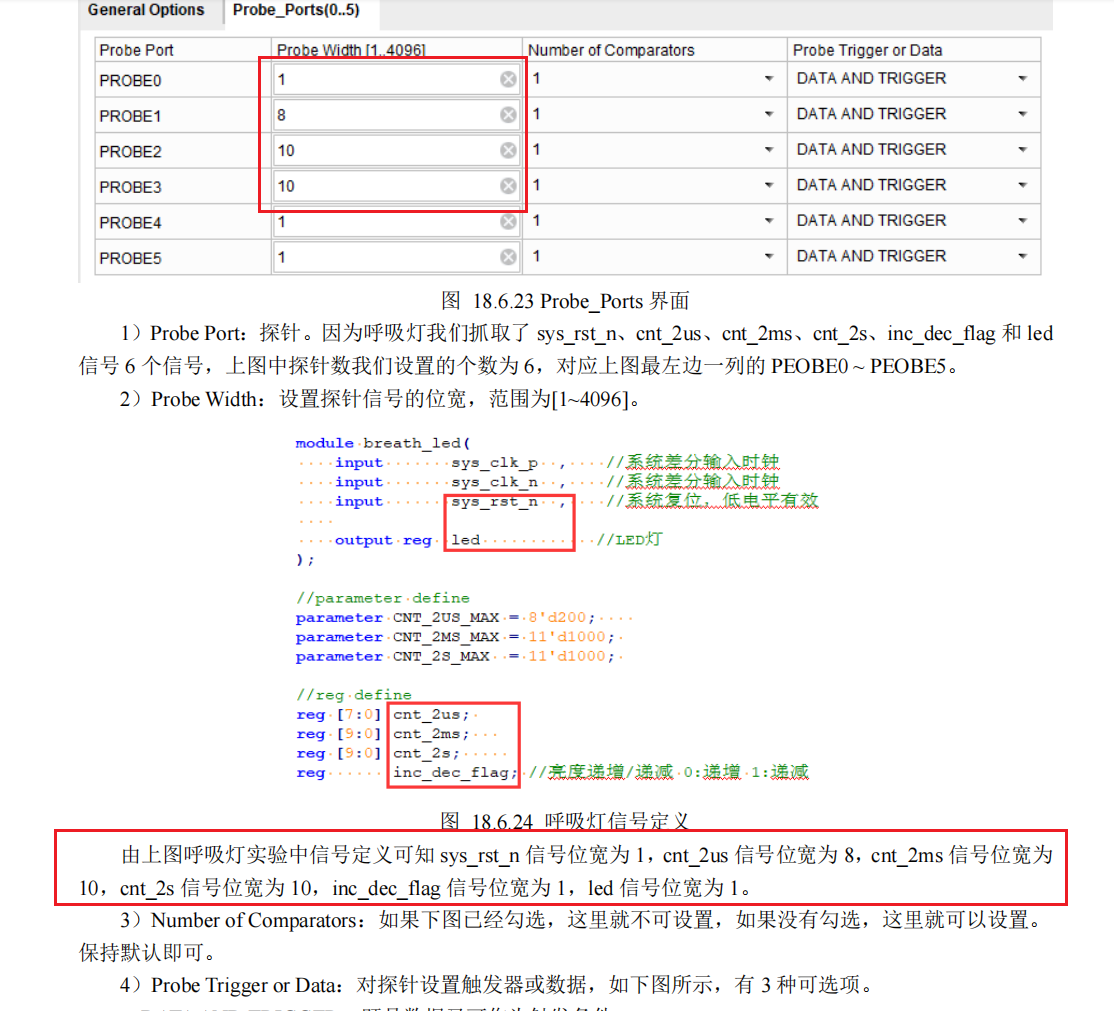 General Options Probe_Ports(0..5)
Probe Port Probe Width [1..4096] Number of Comparators Probe Trigger or Data
PROBE0 1 1 DATA AND TRIGGER
PROBE1 8 1 DATA AND TRIGGER
PROBE2 10 1 DATA AND TRIGGER
PROBE3 10 1 DATA AND TRIGGER
PROBE4 1 1 DATA AND TRIGGER
PROBE5 1 1 DATA AND TRIGGER
图 18.6.23 Probe_Ports 界面
1）Probe Port：探针。因为呼吸灯我们抓取了 sys_rst_n、cnt_2us、cnt_2ms、cnt_2s、inc_dec_flag 和 led
信号 6 个信号，上图中探针数我们设置的个数为 6，对应上图最左边一列的 PEOBE0 ~ PEOBE5。
2）Probe Width：设置探针信号的位宽，范围为[1~4096]。
module breath_led(
input sys_clk_p , //系统差分输入时钟
input sys_clk_n , //系统差分输入时钟
input sys_rst_n , //系统复位，低电平有效
output reg led //LED灯
);
//parameter define
parameter CNT_2US_MAX = 8'd200;
parameter CNT_2MS_MAX = 11'd1000;
parameter CNT_2S_MAX = 11'd1000;
//reg define
reg [7:0] cnt_2us;
reg [9:0] cnt_2ms;
reg [9:0] cnt_2s;
reg inc_dec_flag; //亮度递增/递减 0:递增 1:递减
图 18.6.24 呼吸灯信号定义
由上图呼吸灯实验中信号定义可知 sys_rst_n 信号位宽为 1，cnt_2us 信号位宽为 8，cnt_2ms 信号位宽为
10，cnt_2s 信号位宽为 10，inc_dec_flag 信号位宽为 1，led 信号位宽为 1。
3）Number of Comparators：如果下图已经勾选，这里就不可设置，如果没有勾选，这里就可以设置。
保持默认即可。
4）Probe Trigger or Data：对探针设置触发器或数据，如下图所示，有 3 种可选项。